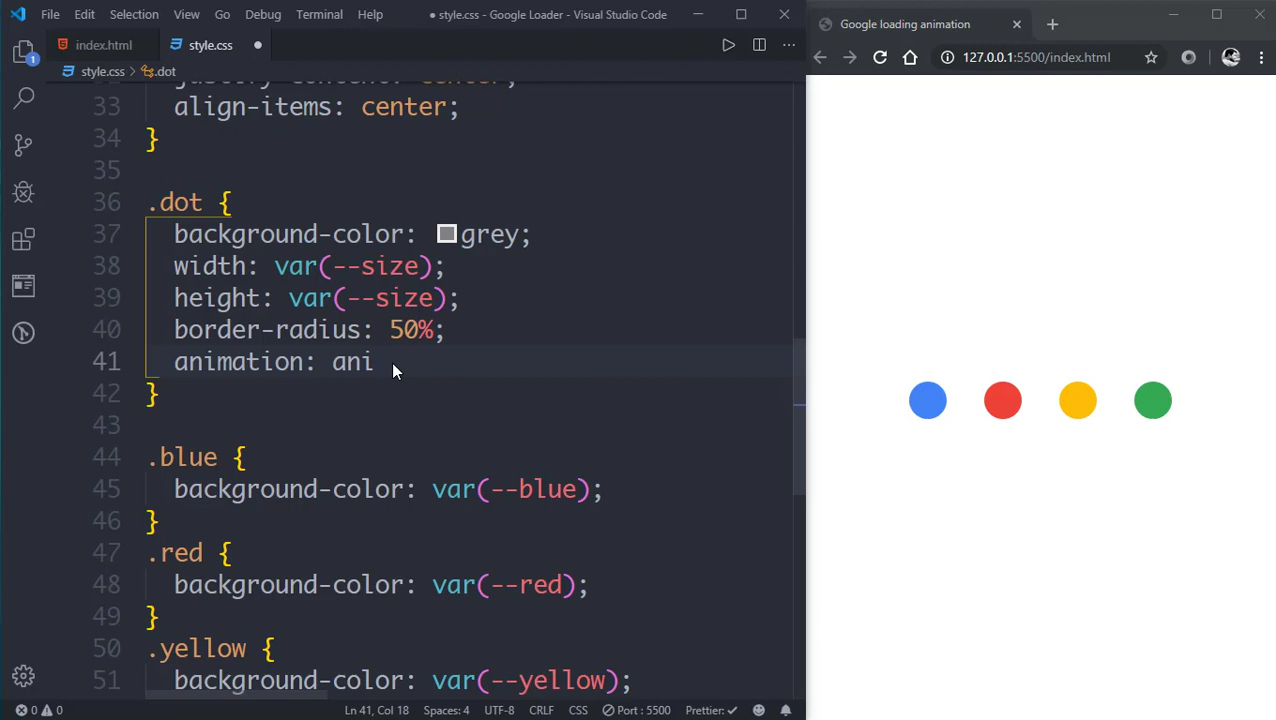 File Edit Selection View Go Debug Terminal Help ● style.css - Google Loader - Visual Studio Code
Google loading animation
index.html style.css
127.0.0.1:5500/index.html
style.css > .dot
1
33 align-items: center;
34 }
35
36 .dot {
37 background-color: grey;
38 width: var(--size);
39 height: var(--size);
40 border-radius: 50%;
41 animation: ani
42 }
43
44 .blue {
45 background-color: var(--blue);
46 }
47 .red {
48 background-color: var(--red);
49 }
50 .yellow {
51 background-color: var(--yellow);
0 0 Ln 41, Col 18 Spaces: 4 UTF-8 CRLF CSS Port : 5500 Prettier: ✓